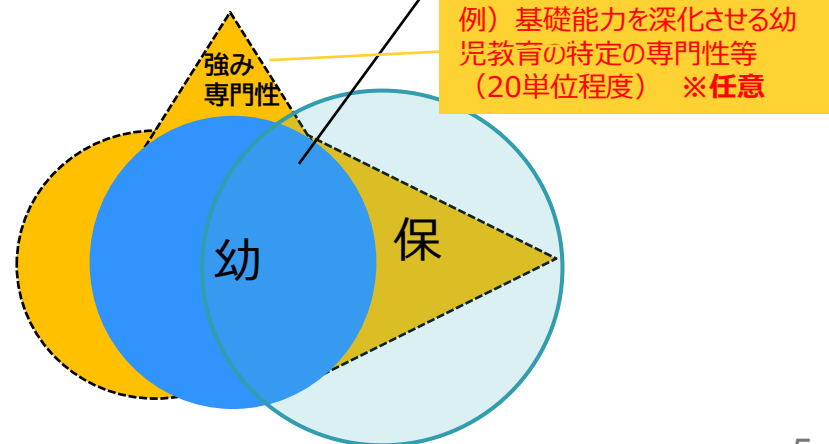 例）基礎能力を深化させる幼
児教育の特定の専門性等
（20単位程度）　※任意
強み
専門性
幼
保